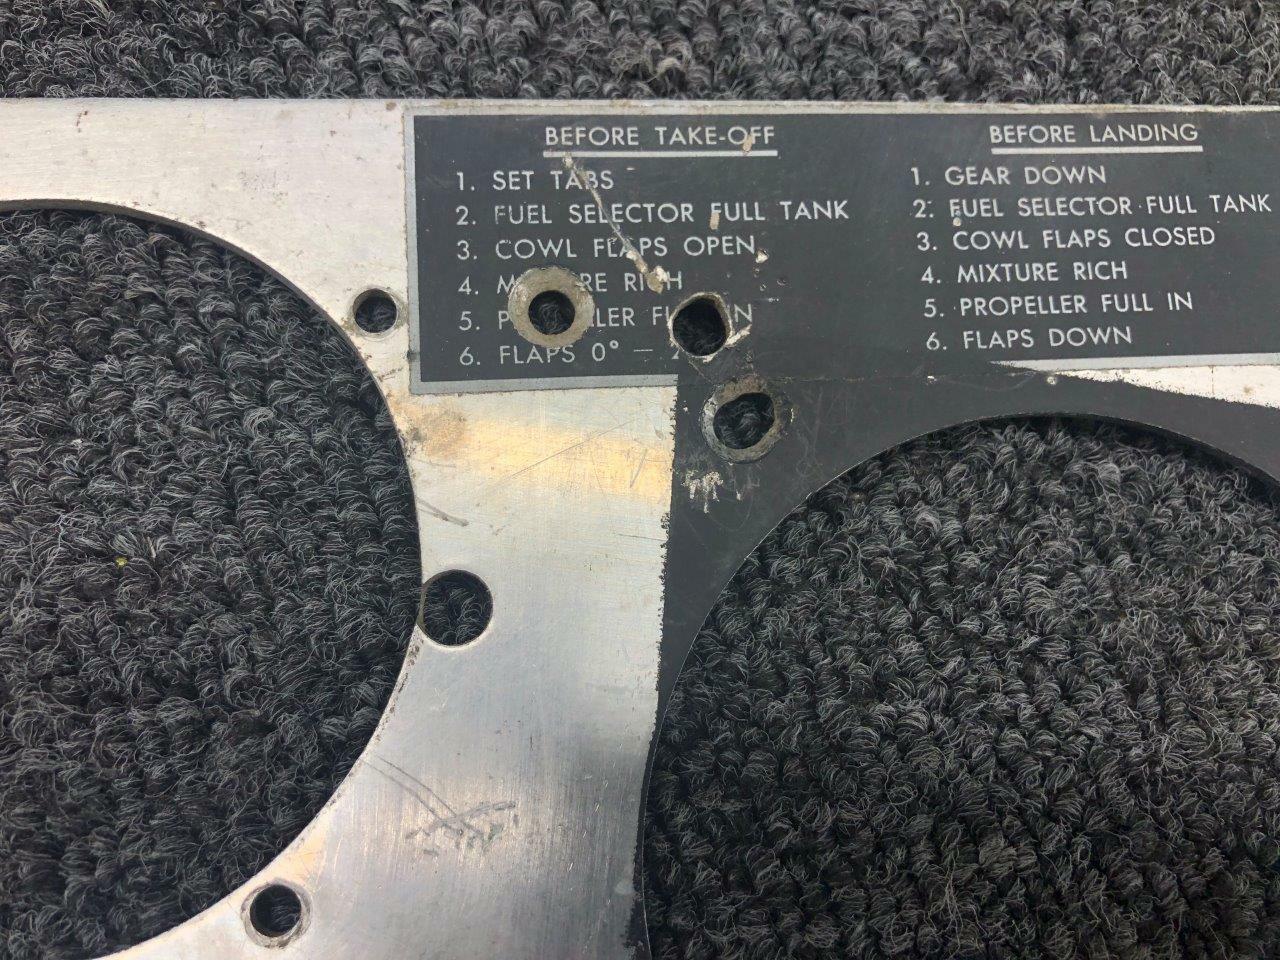 BEFORE TAKE-OFF
1. SET TABS
2. FUEL SELECTOR FULL TANK
3. COWL FLAPS OPEN
4. RICH
5. IN
6. FLAPS 0° —
BEFORE LANDING
1. GEAR DOWN
2. FUEL SELECTOR FULL TANK
3. COWL FLAPS CLOSED
4. MIXTURE RICH
5. PROPELLER FULL IN
6. FLAPS DOWN